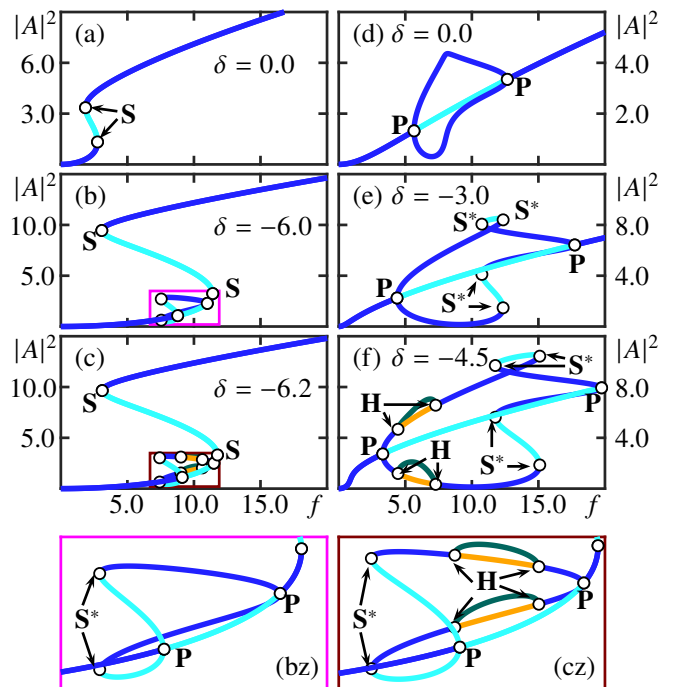 |A|² (a) (d) δ = 0.0 |A|²
6.0 δ = 0.0 4.0
P
3.0 S P 2.0
|A|² (b) (e) δ = −3.0 |A|²
10.0 δ = −6.0 S* S* 8.0
S P
5.0 S P S* 4.0
|A|² (c) (f) δ = −4.5 |A|²
S*
10.0 δ = −6.2 H 8.0
S P
5.0 S P H S* 4.0
5.0 10.0 15.0 f 5.0 10.0 15.0 f
H
S* P S* P
P (bz) P (cz)